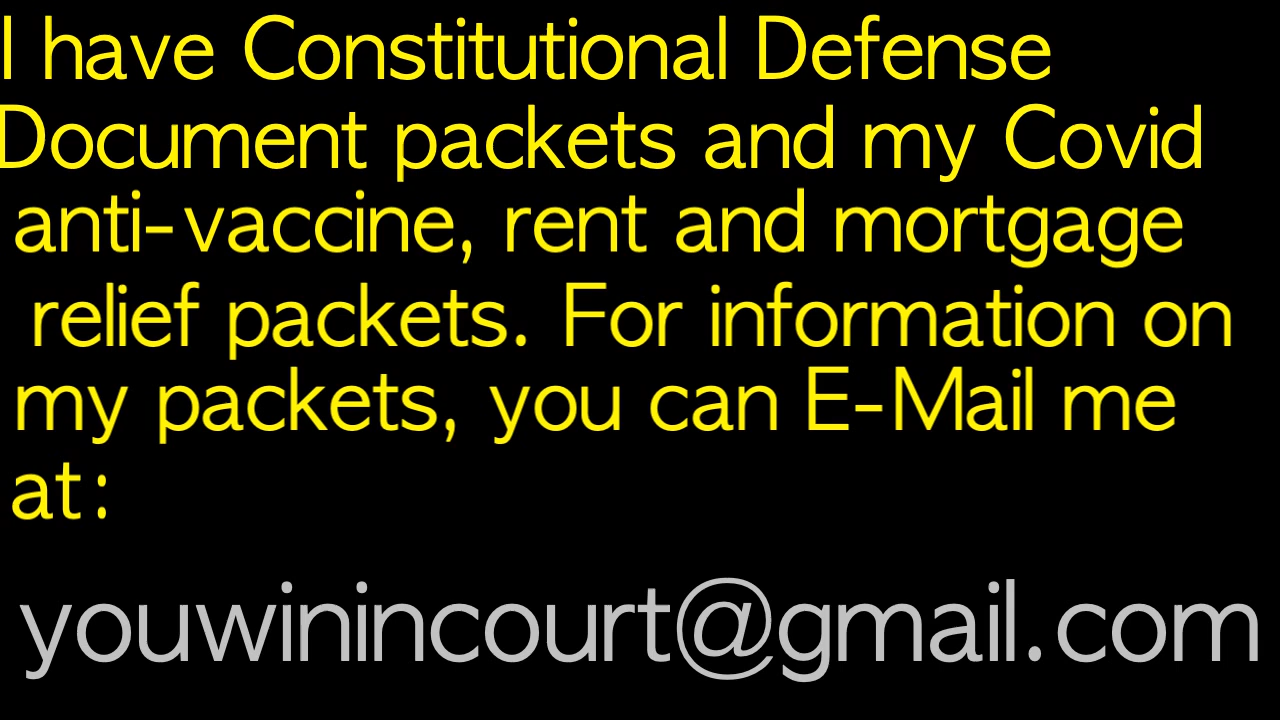 I have Constitutional Defense
Document packets and my Covid
anti-vaccine, rent and mortgage
relief packets. For information on
my packets, you can E-Mail me
at:
youwinincourt@gmail.com